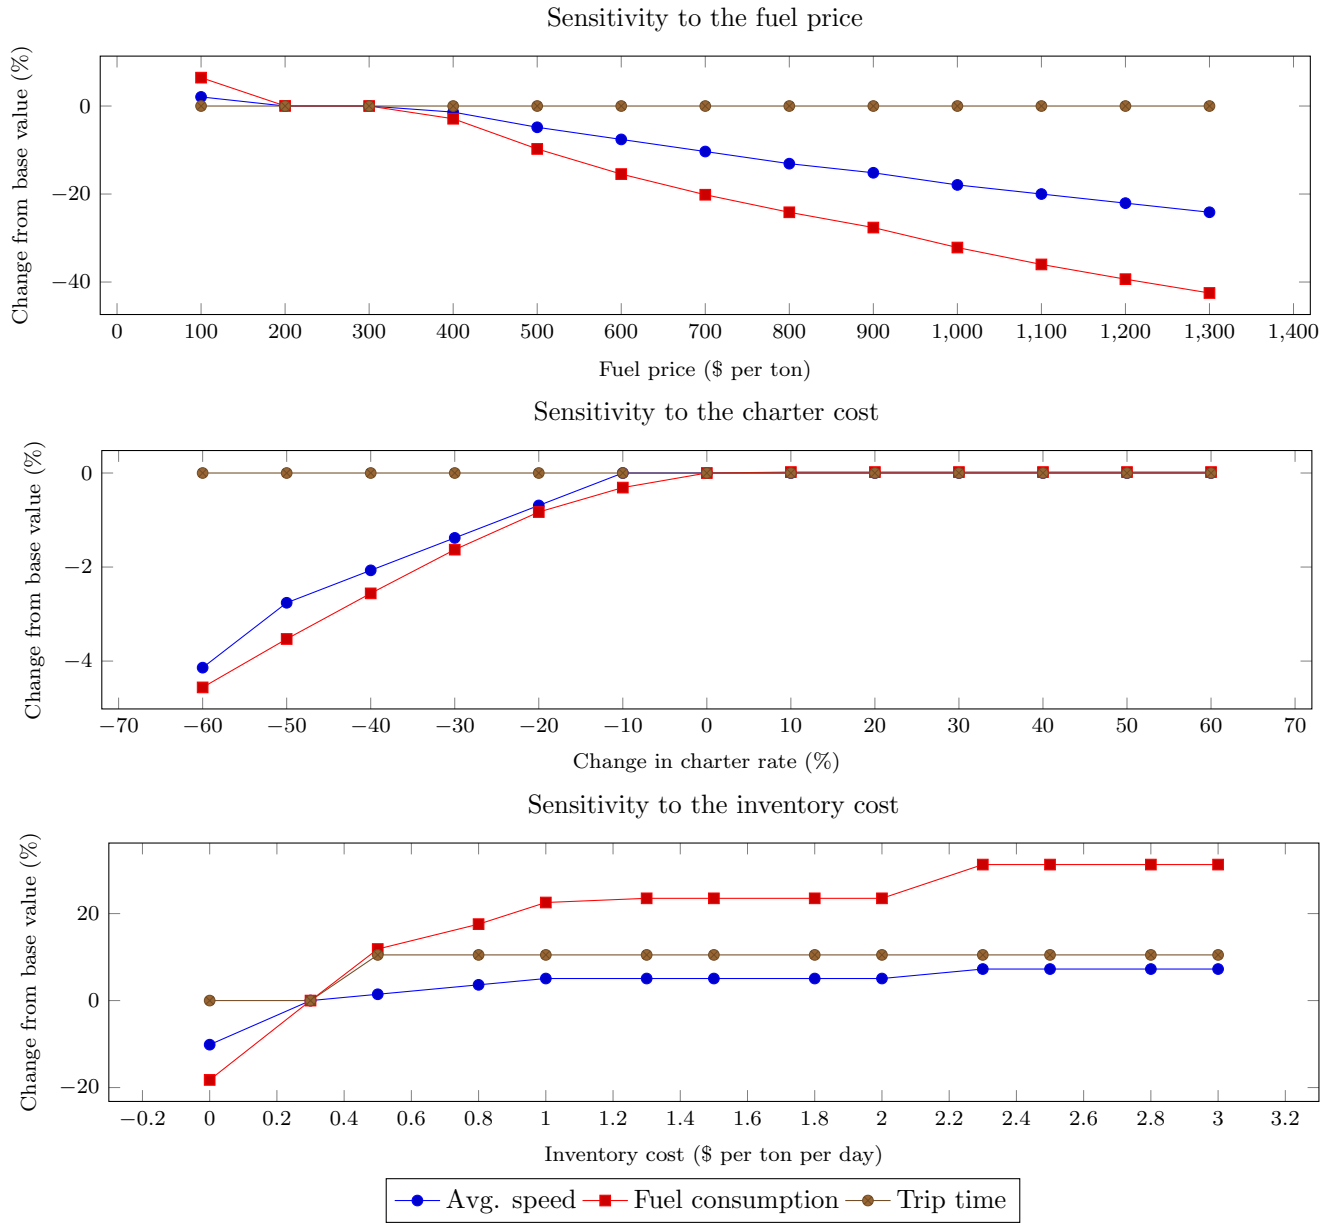 Sensitivity to the fuel price
Change from base value (%)
0
−20
−40
0 100 200 300 400 500 600 700 800 900 1,000 1,100 1,200 1,300 1,400
Fuel price ($ per ton)
Sensitivity to the charter cost
Change from base value (%)
0
−2
−4
−70 −60 −50 −40 −30 −20 −10 0 10 20 30 40 50 60 70
Change in charter rate (%)
Sensitivity to the inventory cost
Change from base value (%)
20
0
−20
−0.2 0 0.2 0.4 0.6 0.8 1 1.2 1.4 1.6 1.8 2 2.2 2.4 2.6 2.8 3 3.2
Inventory cost ($ per ton per day)
Avg. speed Fuel consumption Trip time